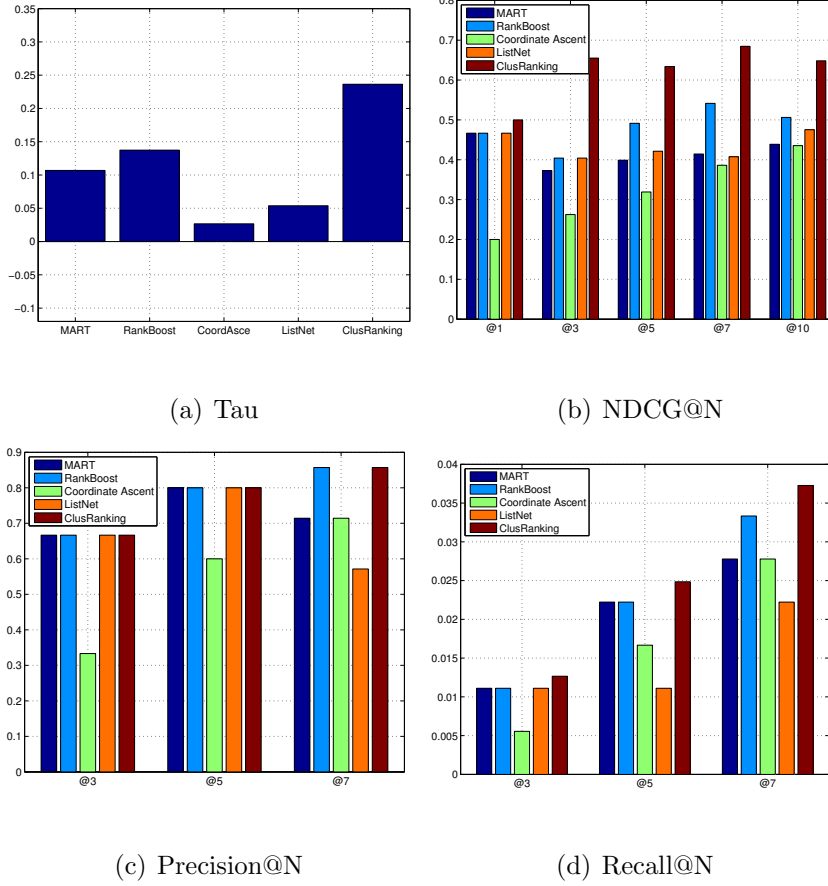 0.35
0.3
0.25
0.2
0.15
0.1
0.05
0
−0.05
−0.1
MART RankBoost CoordAsce ListNet ClusRanking
(a) Tau
0.8
0.7
0.6
0.5
0.4
0.3
0.2
0.1
0
MART
RankBoost
Coordinate Ascent
ListNet
ClusRanking
@1 @3 @5 @7 @10
(b) NDCG@N
0.9
0.8
0.7
0.6
0.5
0.4
0.3
0.2
0.1
0
MART
RankBoost
Coordinate Ascent
ListNet
ClusRanking
@3 @5 @7
(c) Precision@N
0.04
0.035
0.03
0.025
0.02
0.015
0.01
0.005
0
MART
RankBoost
Coordinate Ascent
ListNet
ClusRanking
@3 @5 @7
(d) Recall@N